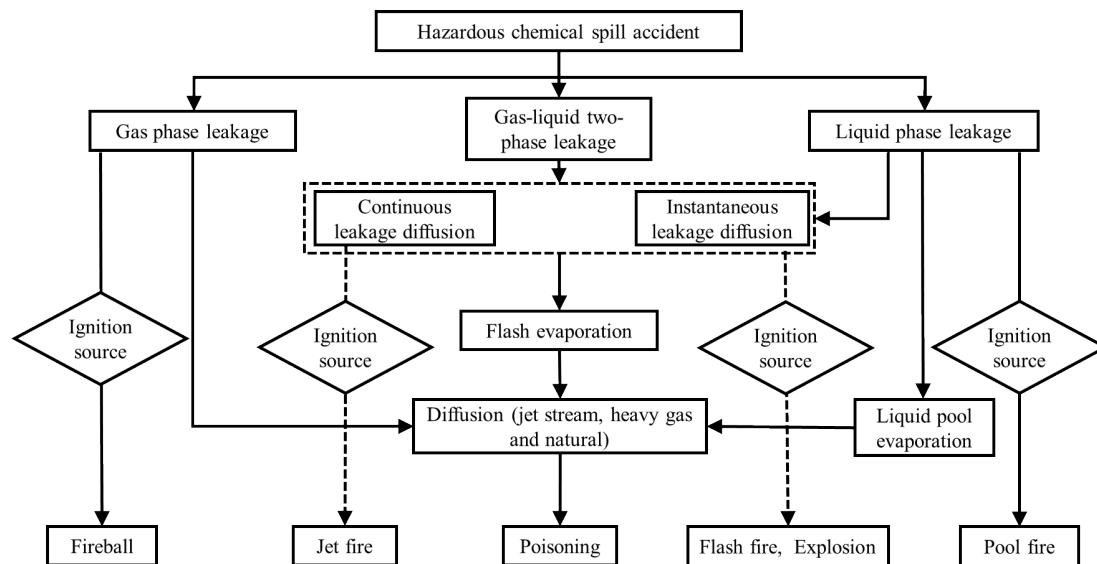 Hazardous chemical spill accident
Gas phase leakage
Gas-liquid two-
phase leakage
Liquid phase leakage
Continuous
leakage diffusion
Instantaneous
leakage diffusion
Ignition
source
Ignition
source
Flash evaporation
Ignition
source
Ignition
source
Diffusion (jet stream, heavy gas
and natural)
Liquid pool
evaporation
Fireball
Jet fire
Poisoning
Flash fire, Explosion
Pool fire